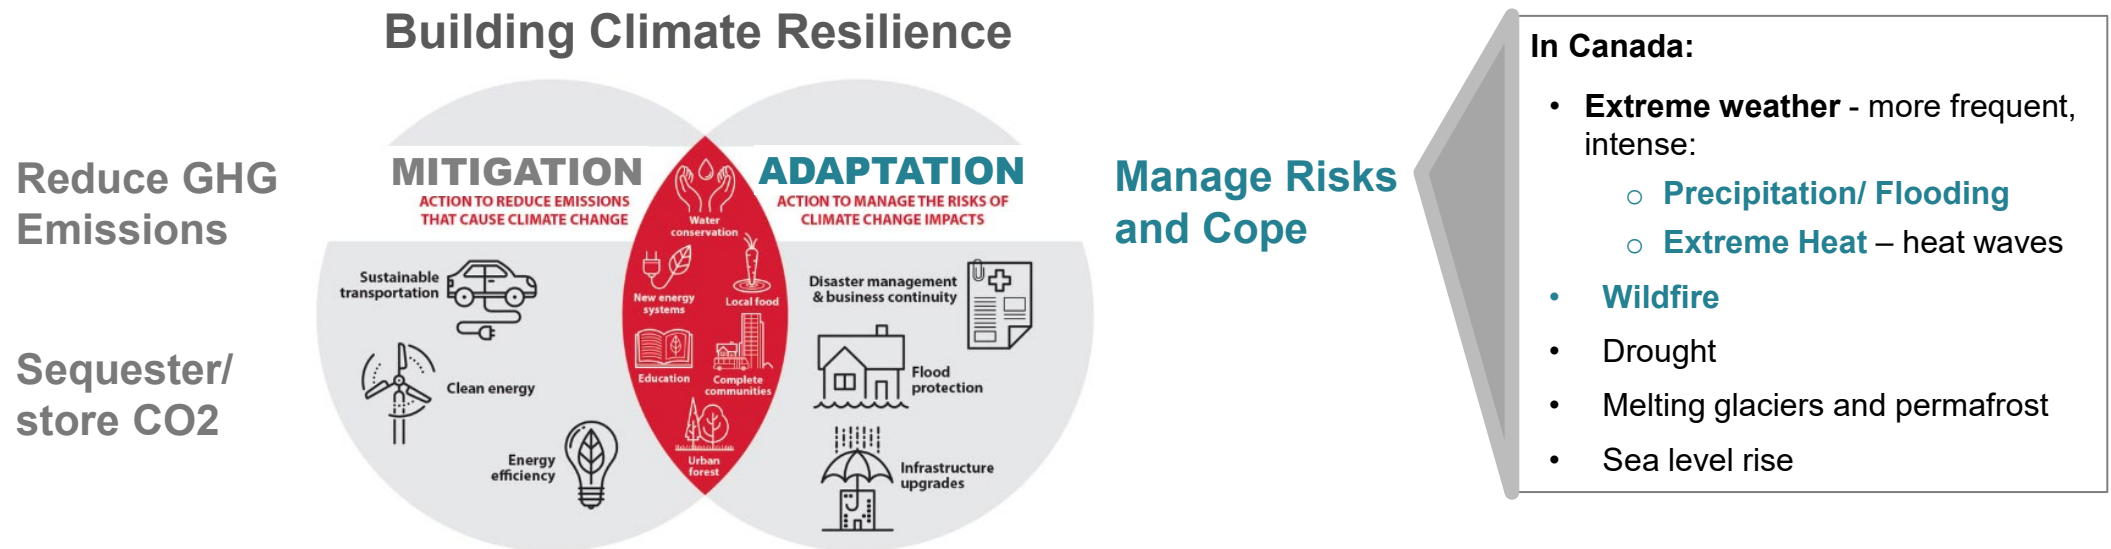 Building Climate Resilience
Reduce GHG
Emissions
Sequester/
store CO2
MITIGATION
ACTION TO REDUCE EMISSIONS
THAT CAUSE CLIMATE CHANGE
Sustainable
transportation
Clean energy
Energy
efficiency
Water
conservation
New energy
systems
Local food
Education
Complete
communities
Urban
forest
ADAPTATION
ACTION TO MANAGE THE RISKS OF
CLIMATE CHANGE IMPACTS
Disaster management
& business continuity
Flood
protection
Infrastructure
upgrades
Manage Risks
and Cope
In Canada:
• Extreme weather - more frequent,
intense:
o Precipitation/ Flooding
o Extreme Heat – heat waves
• Wildfire
• Drought
• Melting glaciers and permafrost
• Sea level rise